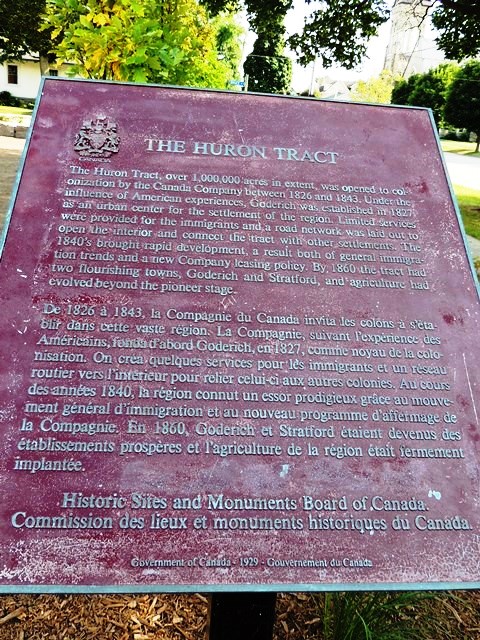 CANADA
THE HURON TRACT
The Huron Tract, over 1,000,000 acres in extent, was opened to col-
onization by the Canada Company between 1826 and 1843. Under the
influence of American experiences, Goderich was established in 1827
as an urban center for the settlement of the region. Limited services
were provided for the immigrants and a road network was laid out to
open the interior and connect the tract with other settlements. The
1840's brought rapid development, a result both of general immigra-
tion trends and a new Company leasing policy. By 1860 the tract had
two flourishing towns, Goderich and Stratford, and agriculture had
evolved beyond the pioneer stage.
De 1826 à 1843, la Compagnie du Canada invita les colons à s'éta-
blir dans cette vaste région. La Compagnie, suivant l'expérience des
Américains, fonda d'abord Goderich, en 1827, comme noyau de la colo-
nisation. On créa quelques services pour les immigrants et un réseau
routier vers l'intérieur pour relier celui-ci aux autres colonies. Au cours
des années 1840, la région connut un essor prodigieux grâce au mouve-
ment général d'immigration et au nouveau programme d'affermage de
la Compagnie. En 1860, Goderich et Stratford étaient devenus des
établissements prospères et l'agriculture de la région était fermement
implantée.
Historic Sites and Monuments Board of Canada.
Commission des lieux et monuments historiques du Canada.
Government of Canada - 1929 - Gouvernement du Canada